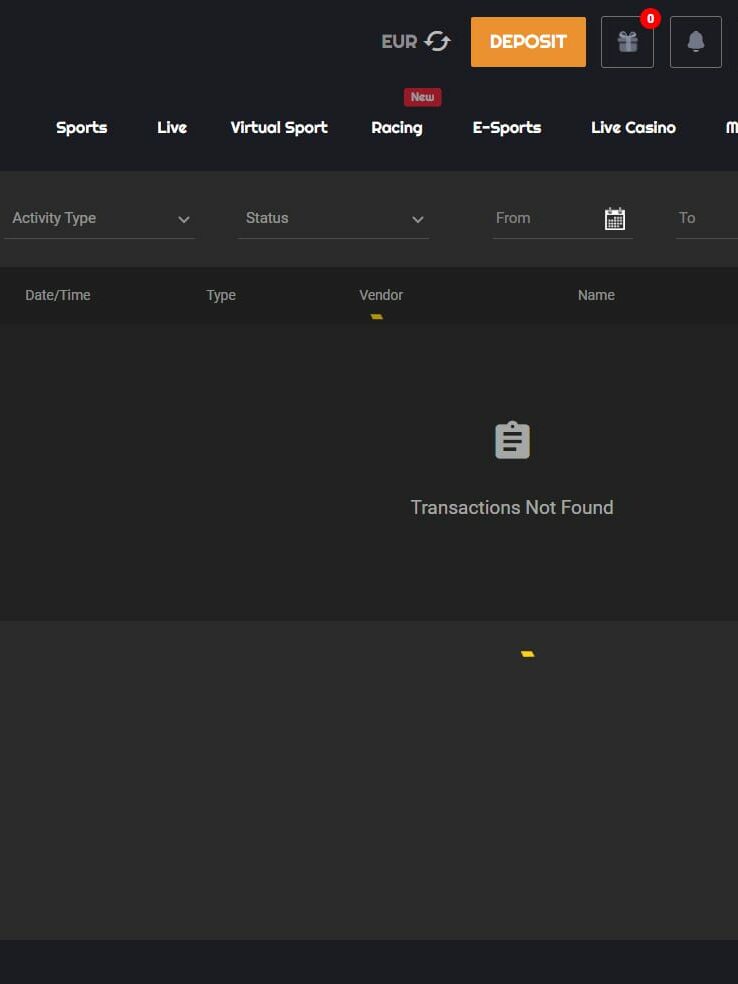 EUR DEPOSIT 0
New
Sports Live Virtual Sport Racing E-Sports Live Casino M
Activity Type Status From To
Date/Time Type Vendor Name
Transactions Not Found